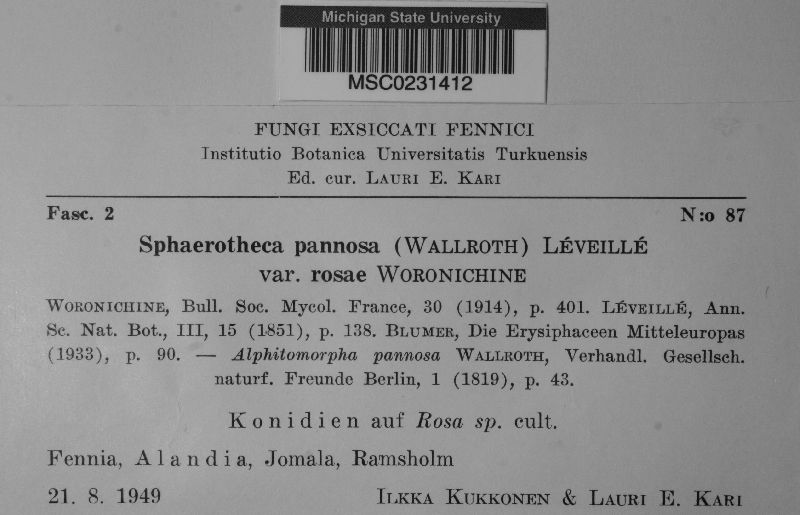 Michigan State University
MSC0231412
FUNGI EXSICCATI FENNICI
Institutio Botanica Universitatis Turkuensis
Ed. cur. LAURI E. KARI
Fasc. 2 N:o 87
Sphaerotheca pannosa (WALLROTH) LÉVEILLÉ
var. rosae WORONICHINE
WORONICHINE, Bull. Soc. Mycol. France, 30 (1914), p. 401. LÉVEILLÉ, Ann.
Sc. Nat. Bot., III, 15 (1851), p. 138. BLUMER, Die Erysiphaceen Mitteleuropas
(1933), p. 90. — Alphitomorpha pannosa WALLROTH, Verhandl. Gesellsch.
naturf. Freunde Berlin, 1 (1819), p. 43.
Konidien auf Rosa sp. cult.
Fennia, Alandia, Jomala, Ramsholm
21. 8. 1949 ILKKA KUKKONEN & LAURI E. KARI